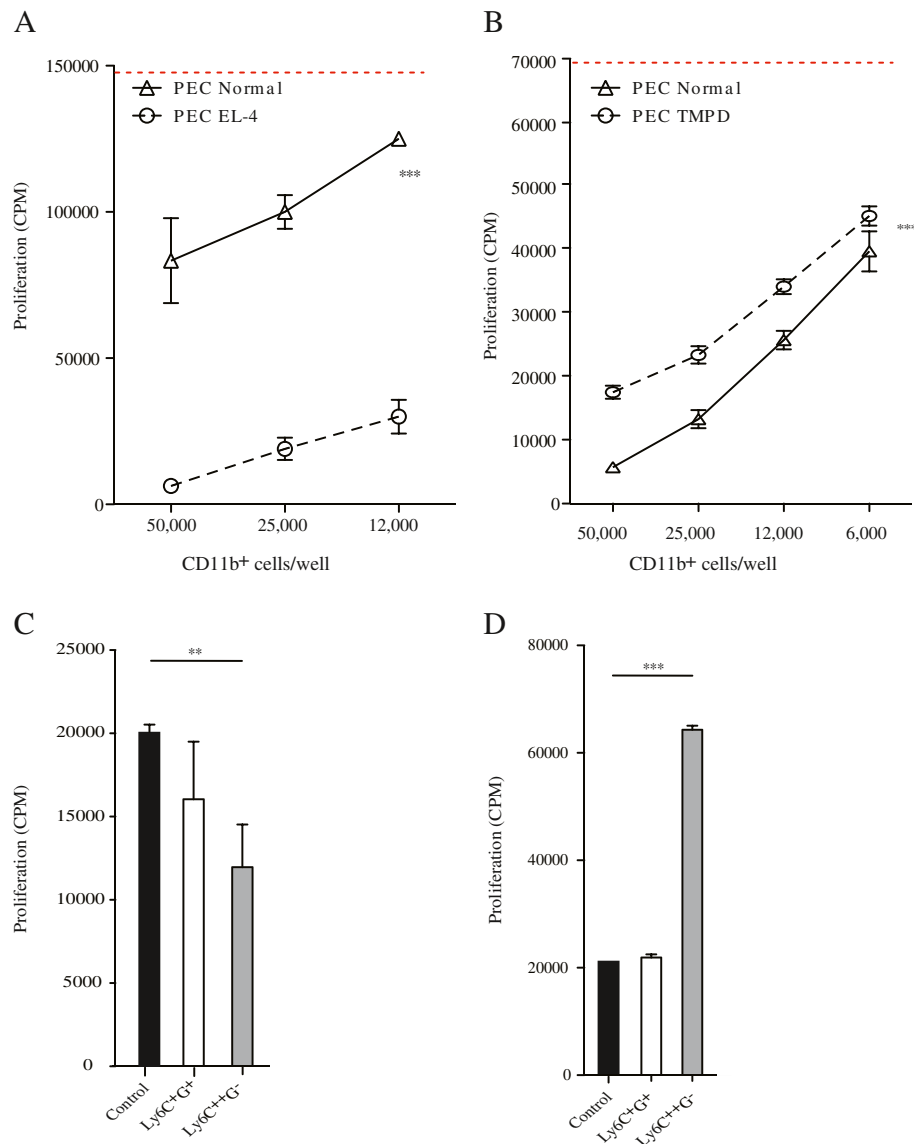 A
150000
PEC Normal
PEC EL-4
100000
***
50000
0
50,000 25,000 12,000
Proliferation (CPM)
CD11b+ cells/well
B
70000
PEC Normal
PEC TMPD
60000
50000
40000
***
30000
20000
10000
0
50,000 25,000 12,000 6,000
Proliferation (CPM)
CD11b+ cells/well
C
25000
**
20000
15000
10000
5000
0
Proliferation (CPM)
Control Ly6C+G+ Ly6C++G-
D
80000
***
60000
40000
20000
0
Proliferation (CPM)
Control Ly6C+G+ Ly6C++G-